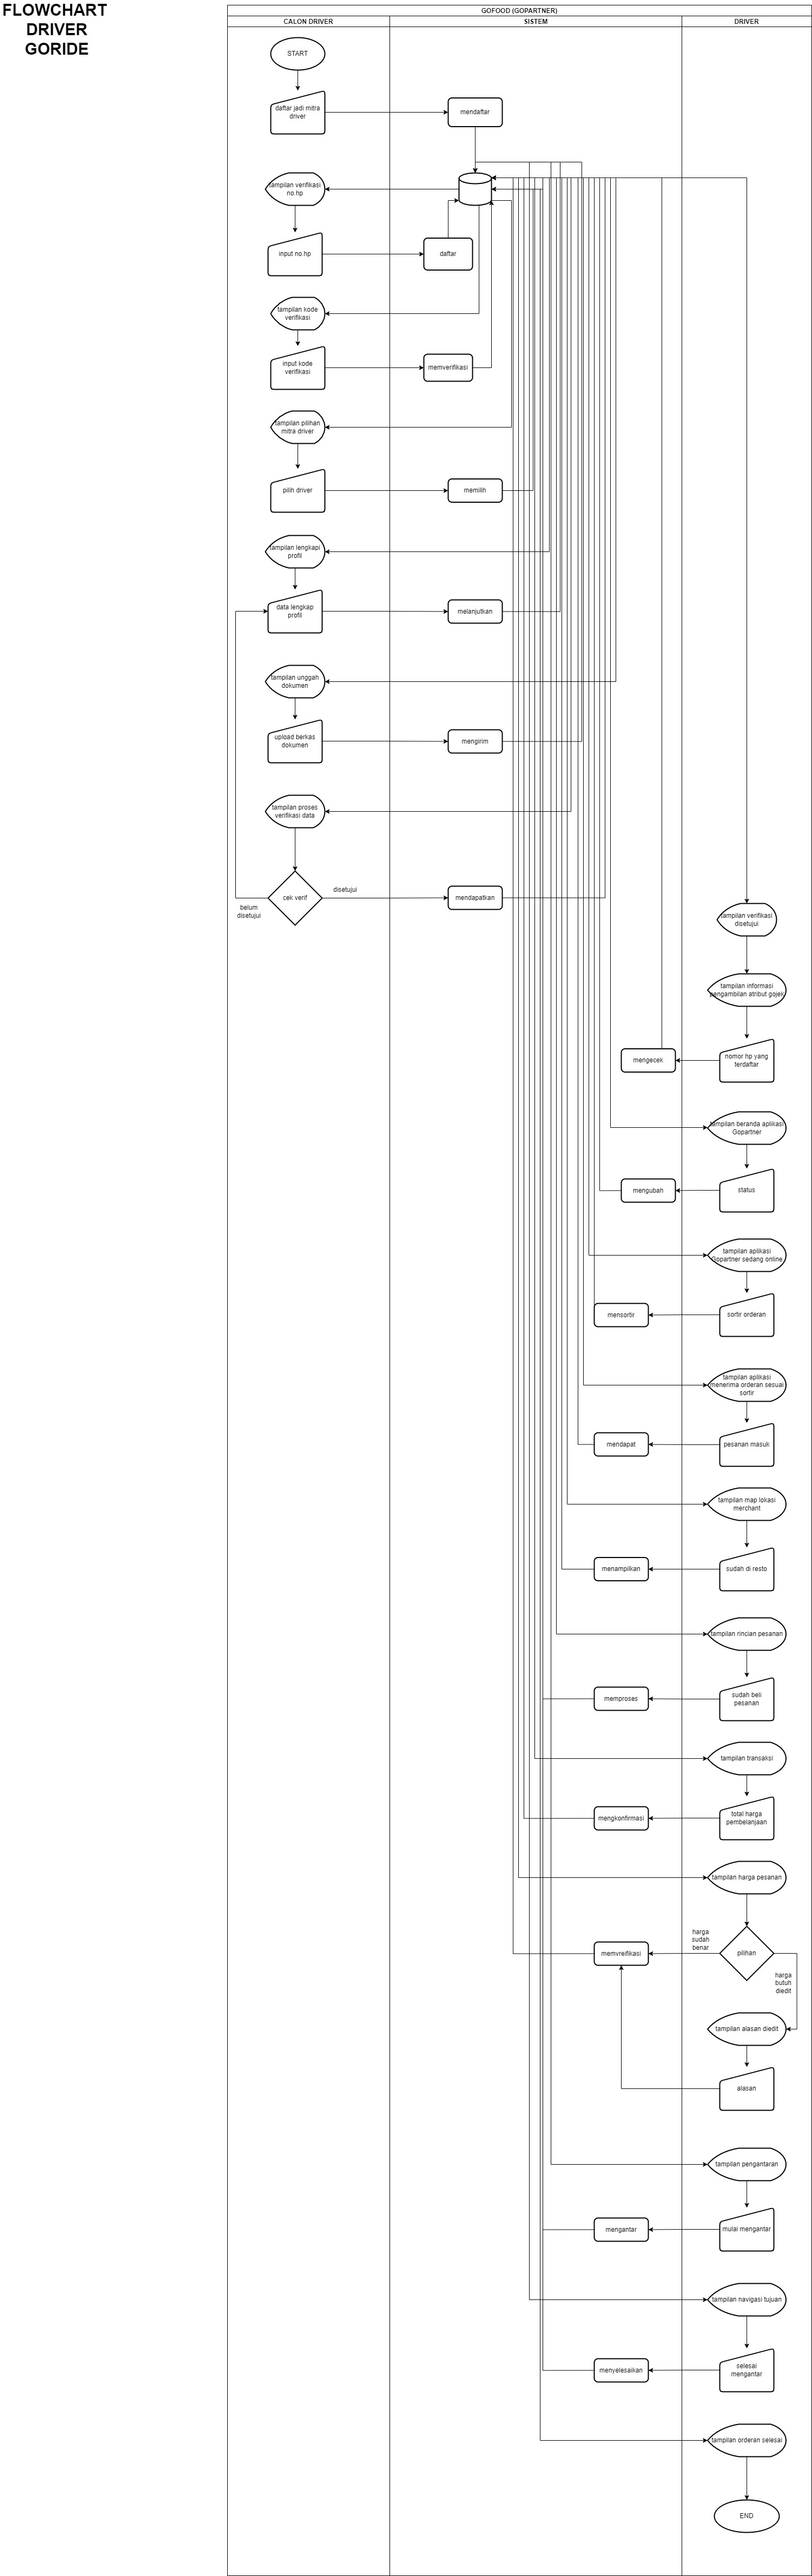 FLOWCHART
DRIVER
GORIDE
GOFOOD (GOPARTNER)
CALON DRIVER
SISTEM
DRIVER
START
daftar jadi mitra
driver
mendaftar
tampilan verifikasi
no.hp
input no.hp
daftar
tampilan kode
verifikasi
input kode
verifikasi
memverifikasi
tampilan pilihan
mitra driver
pilih driver
memilih
tampilan lengkapi
profil
data lengkap
profil
melanjutkan
tampilan unggah
dokumen
upload berkas
dokumen
mengirim
tampilan proses
verifikasi data
cek verif
disetujui
belum
disetujui
mendapatkan
tampilan verifikasi
disetujui
tampilan informasi
pengambilan atribut gojek
nomor hp yang
terdaftar
mengecek
tampilan beranda aplikasi
Gopartner
status
mengubah
tampilan aplikasi
Gopartner sedang online
sortir orderan
mensortir
tampilan aplikasi
menerima orderan sesuai
sortir
pesanan masuk
mendapat
tampilan map lokasi
merchant
sudah di resto
menampilkan
tampilan rincian pesanan
sudah beli
pesanan
memproses
tampilan transaksi
total harga
pembelanjaan
mengkonfirmasi
tampilan harga pesanan
harga
sudah
benar
pilihan
memvreifikasi
harga
butuh
diedit
tampilan alasan diedit
alasan
tampilan pengantaran
mulai mengantar
mengantar
tampilan navigasi tujuan
selesai
mengantar
menyelesaikan
tampilan orderan selesai
END